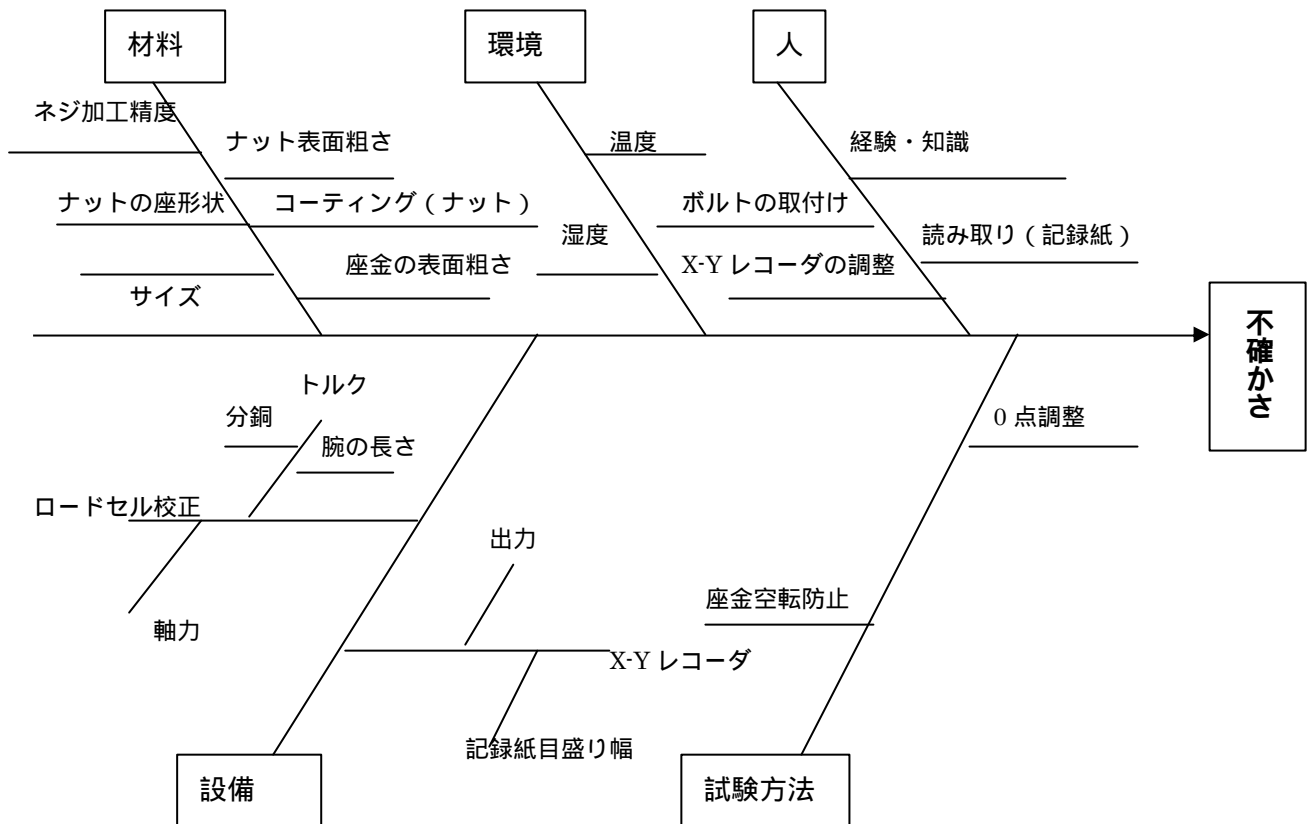 材料
環境
人
ネジ加工精度
ナット表面粗さ
温度
経験・知識
ナットの座形状
コーティング（ナット）
ボルトの取付け
湿度
読み取り（記録紙）
座金の表面粗さ
X-Yレコーダの調整
サイズ
不確かさ
トルク
分銅
腕の長さ
0点調整
ロードセル校正
出力
座金空転防止
軸力
X-Yレコーダ
記録紙目盛り幅
設備
試験方法